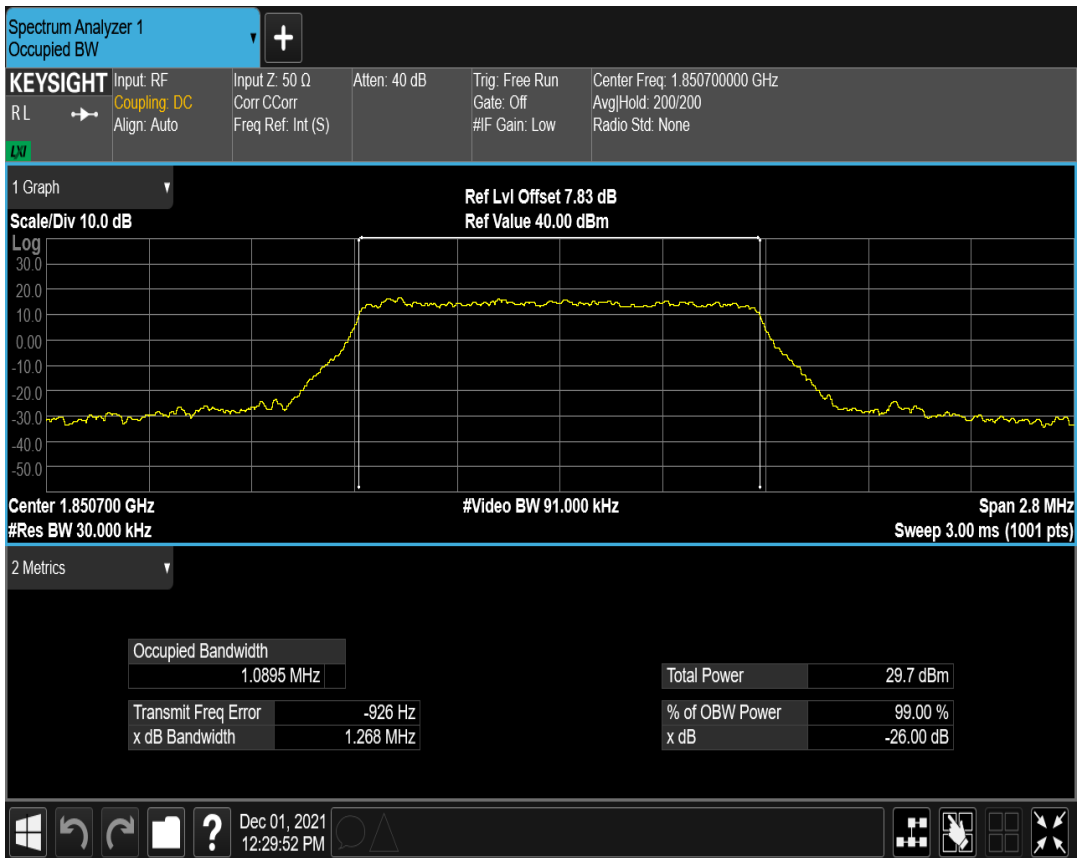 Spectrum Analyzer 1
Occupied BW
+
KEYSIGHT
R L
LXI
Input: RF
Coupling: DC
Align: Auto
Input Z: 50 Ω
Corr CCorr
Freq Ref: Int (S)
Atten: 40 dB
Trig: Free Run
Gate: Off
#IF Gain: Low
Center Freq: 1.850700000 GHz
Avg|Hold: 200/200
Radio Std: None
1 Graph
Scale/Div 10.0 dB
Ref Lvl Offset 7.83 dB
Ref Value 40.00 dBm
Log
30.0
20.0
10.0
0.00
-10.0
-20.0
-30.0
-40.0
-50.0
Center 1.850700 GHz
#Video BW 91.000 kHz
Span 2.8 MHz
#Res BW 30.000 kHz
Sweep 3.00 ms (1001 pts)
2 Metrics
Occupied Bandwidth
1.0895 MHz
Total Power 29.7 dBm
Transmit Freq Error -926 Hz
% of OBW Power 99.00 %
x dB Bandwidth 1.268 MHz
x dB -26.00 dB
?
Dec 01, 2021
12:29:52 PM